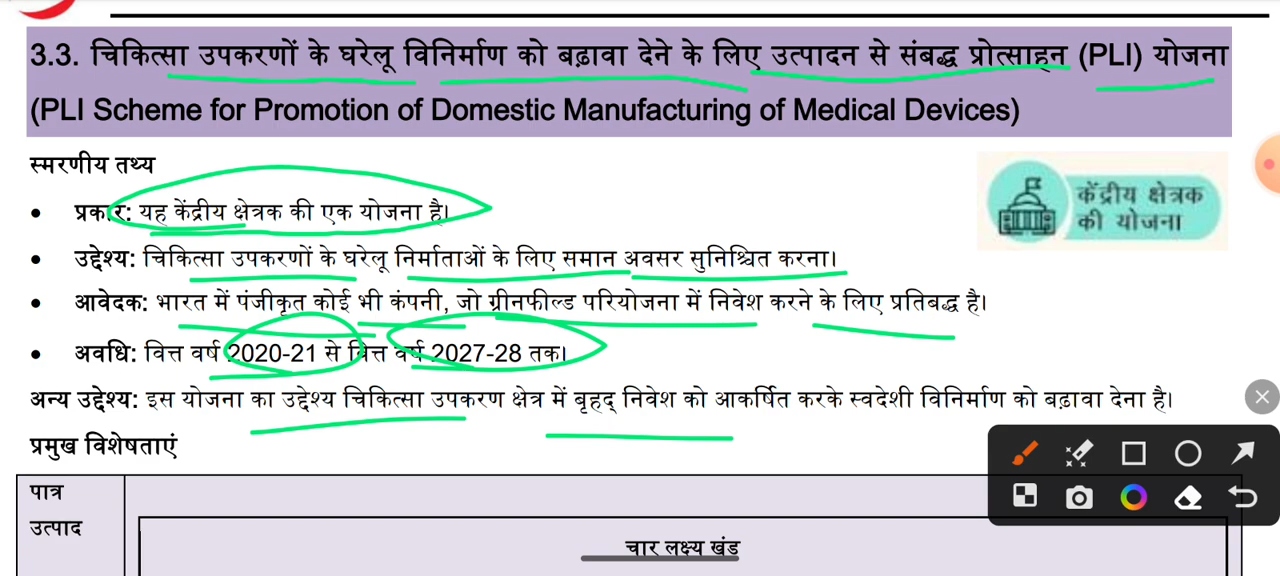 3.3. चिकित्सा उपकरणों के घरेलू विनिर्माण को बढ़ावा देने के लिए उत्पादन से संबद्ध प्रोत्साहन (PLI) योजना
(PLI Scheme for Promotion of Domestic Manufacturing of Medical Devices)
स्मरणीय तथ्य
• प्रकार: यह केंद्रीय क्षेत्रक की एक योजना है।
केंद्रीय क्षेत्रक
की योजना
• उद्देश्य: चिकित्सा उपकरणों के घरेलू निर्माताओं के लिए समान अवसर सुनिश्चित करना।
• आवेदक: भारत में पंजीकृत कोई भी कंपनी, जो ग्रीनफील्ड परियोजना में निवेश करने के लिए प्रतिबद्ध है।
• अवधि: वित्त वर्ष 2020-21 से वित्त वर्ष 2027-28 तक।
अन्य उद्देश्य: इस योजना का उद्देश्य चिकित्सा उपकरण क्षेत्र में बृहद् निवेश को आकर्षित करके स्वदेशी विनिर्माण को बढ़ावा देना है।
प्रमुख विशेषताएं
पात्र
उत्पाद
चार लक्ष्य खंड